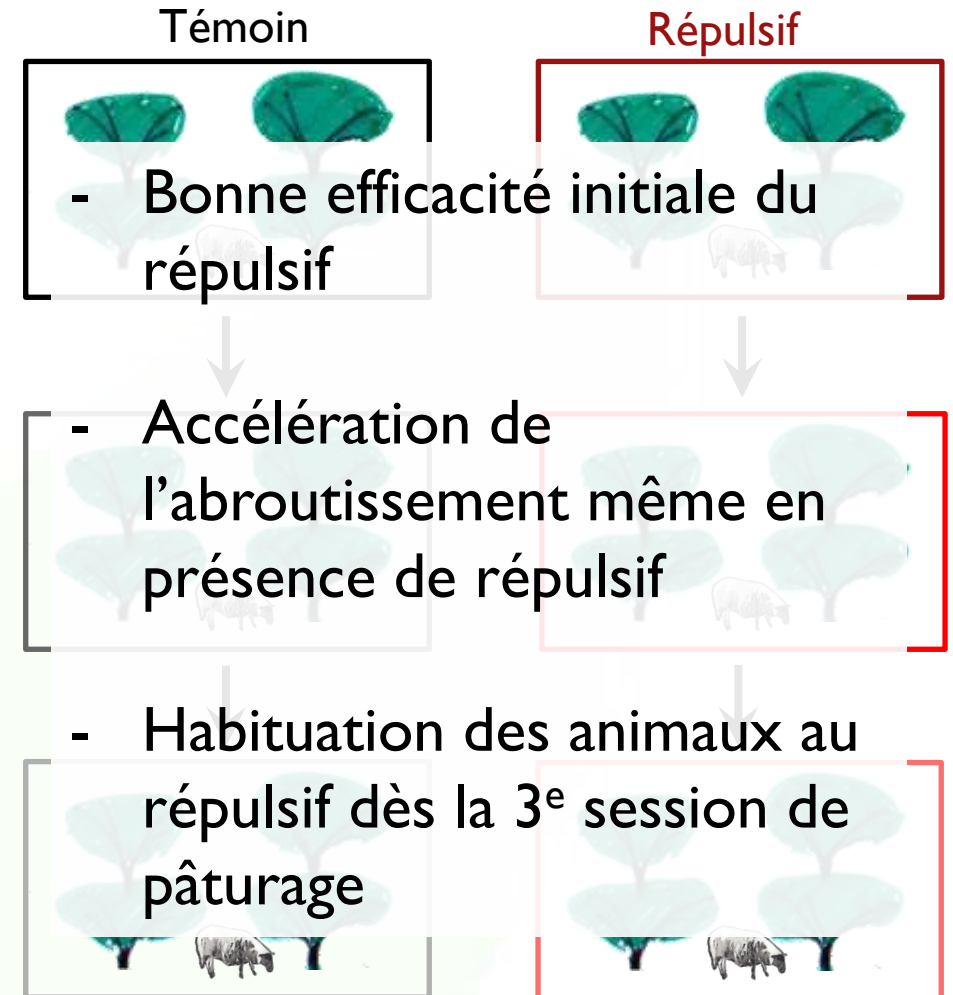 Témoin
Répulsif
- Bonne efficacité initiale du
répulsif
- Accélération de
l’abroutissement même en
présence de répulsif
- Habituation des animaux au
répulsif dès la 3e session de
pâturage